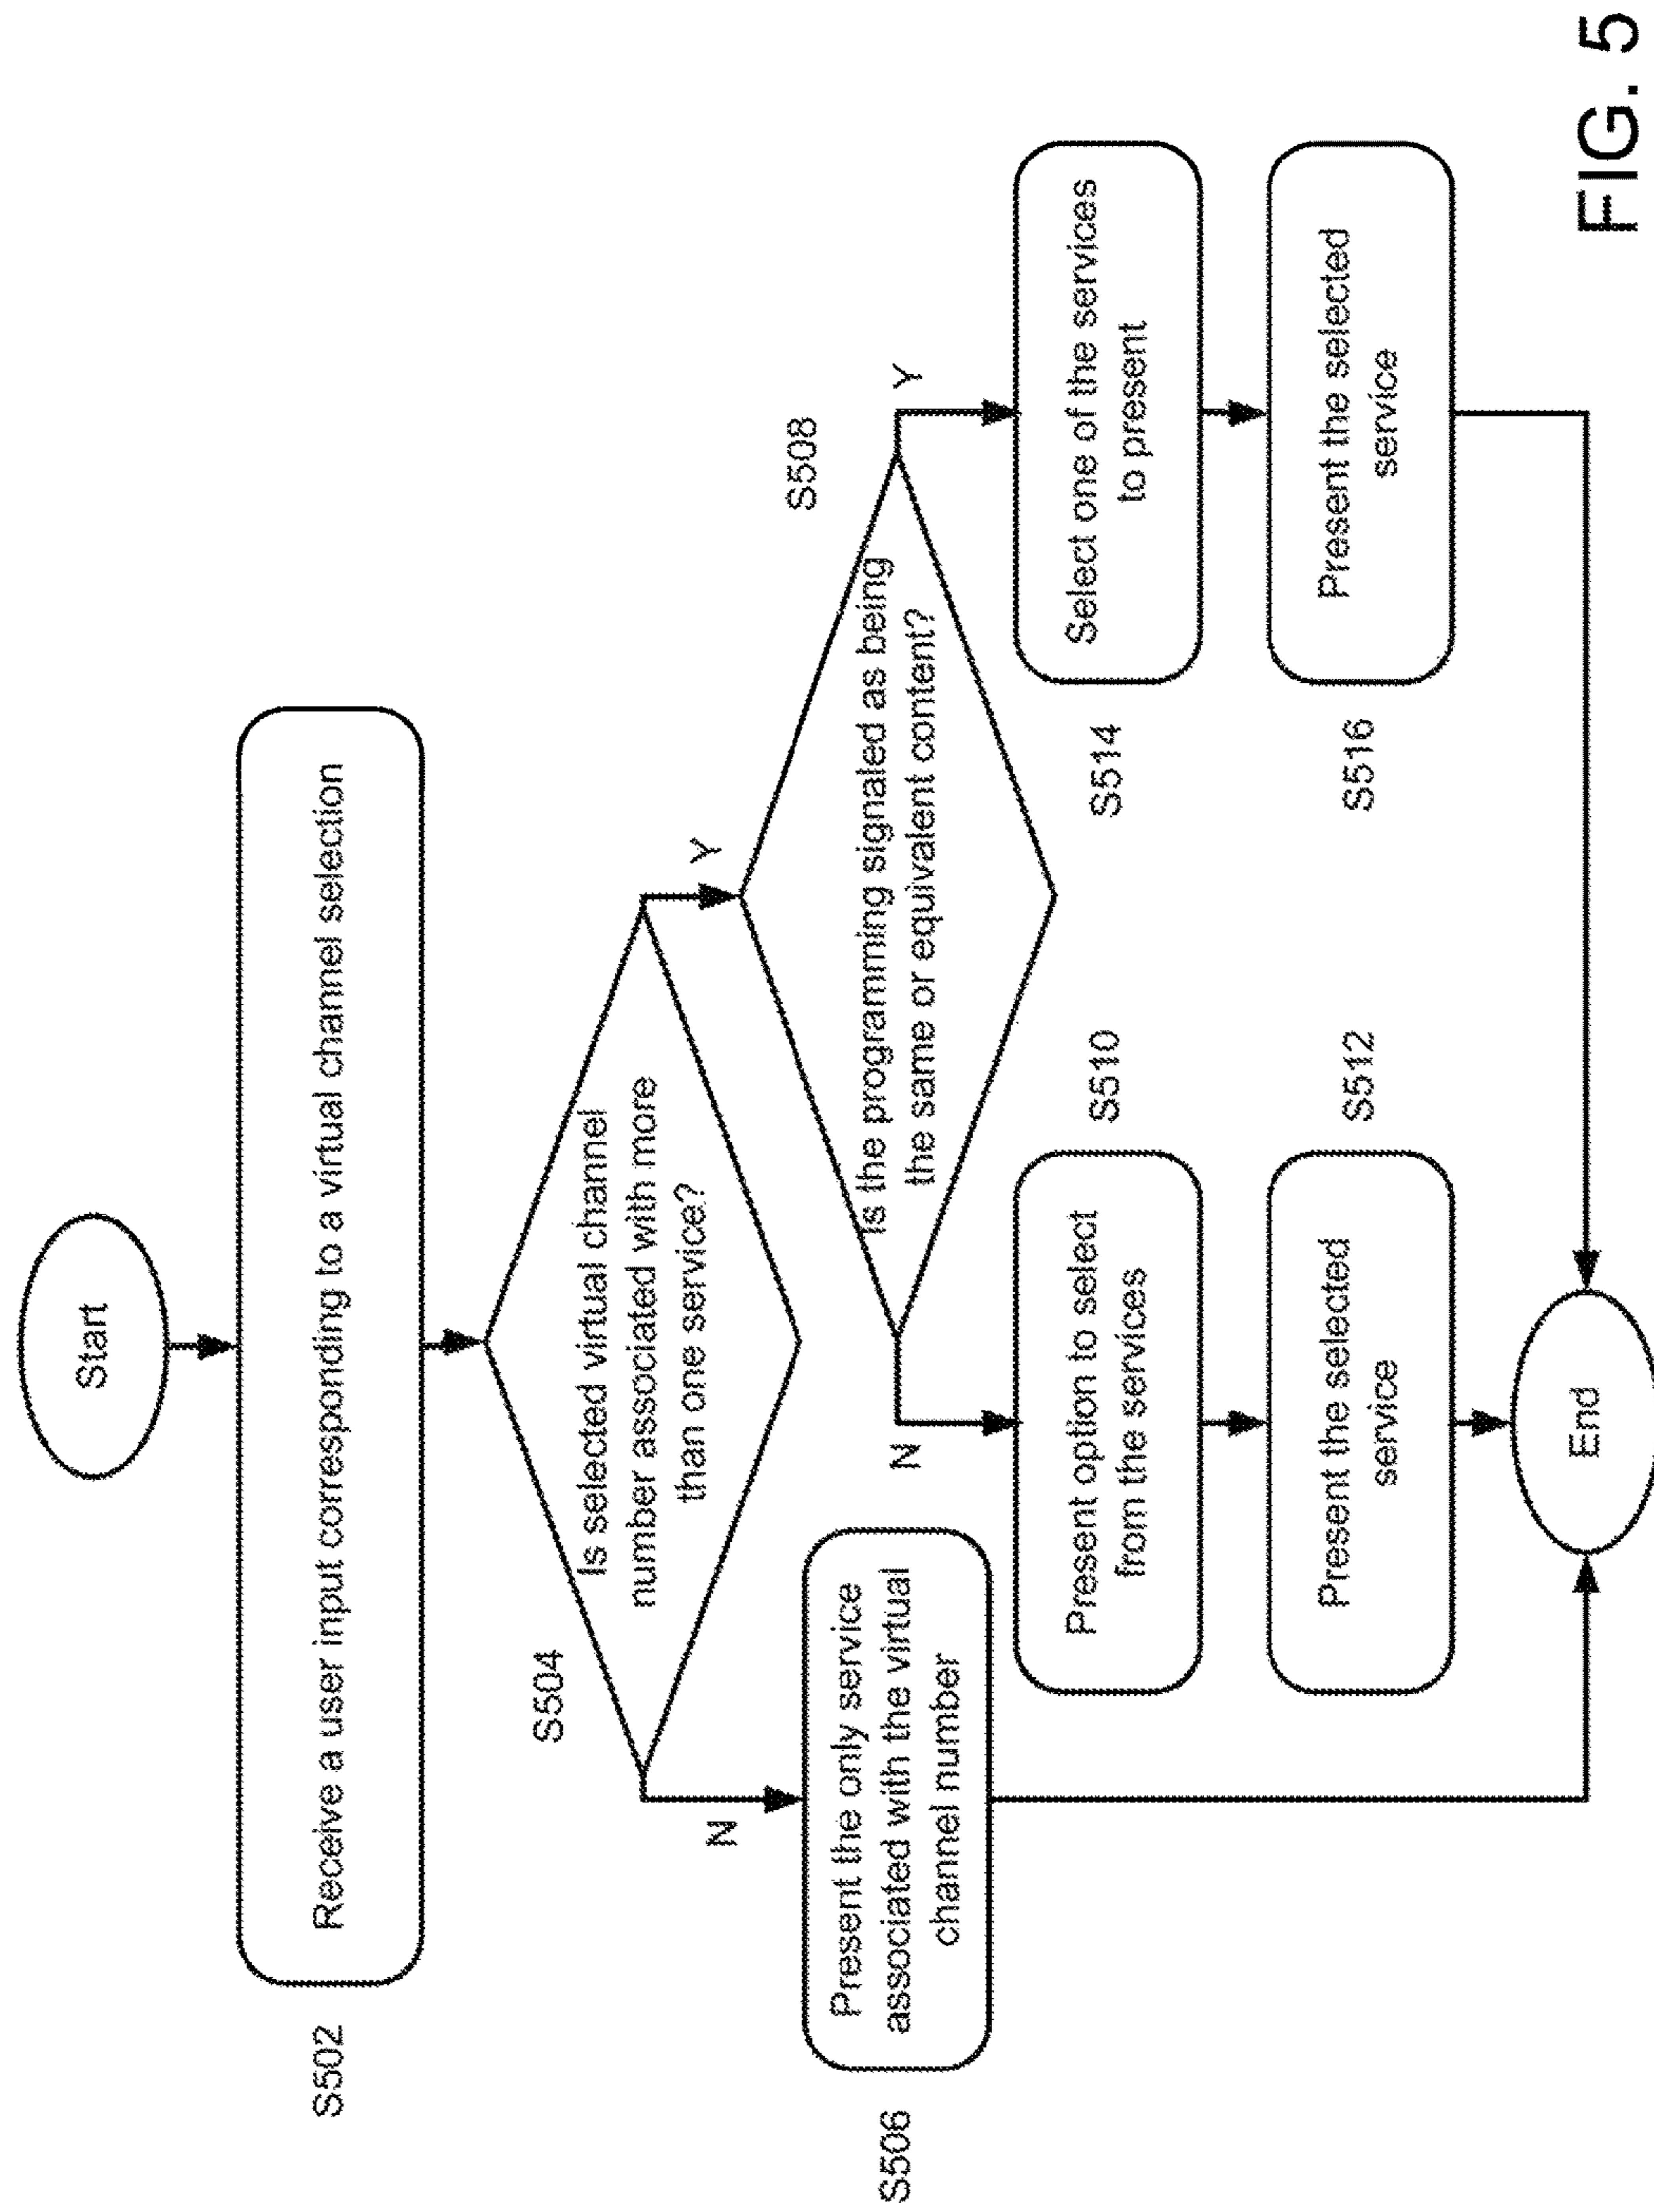 Start
S502
Receive a user input corresponding to a virtual channel selection
S504
Is selected virtual channel
number associated with more
than one service?
N
Y
S506
Present the only service
associated with the virtual
channel number
S508
Is the programming signaled as being
the same or equivalent content?
N
Y
S510
Present option to select
from the services
S514
Select one of the services
to present
S512
Present the selected
service
S516
Present the selected
service
End
FIG. 5